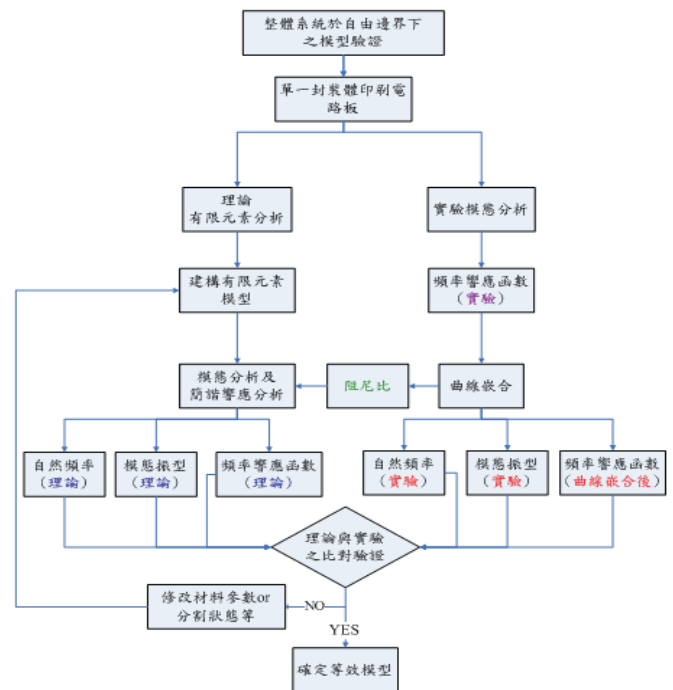 整體系統於自由邊界下
之模型驗證
單一封裝體印刷電
路板
理論
有限元素分析
實驗模態分析
建構有限元素
模型
頻率響應函數
(實驗)
模態分析及
簡諧響應分析
阻尼比
曲線嵌合
自然頻率
(理論)
模態振型
(理論)
頻率響應函數
(理論)
自然頻率
(實驗)
模態振型
(實驗)
頻率響應函數
(曲線嵌合後)
理論與實驗
之比對驗證
修改材料參數or
分割狀態等
NO
YES
確定等效模型